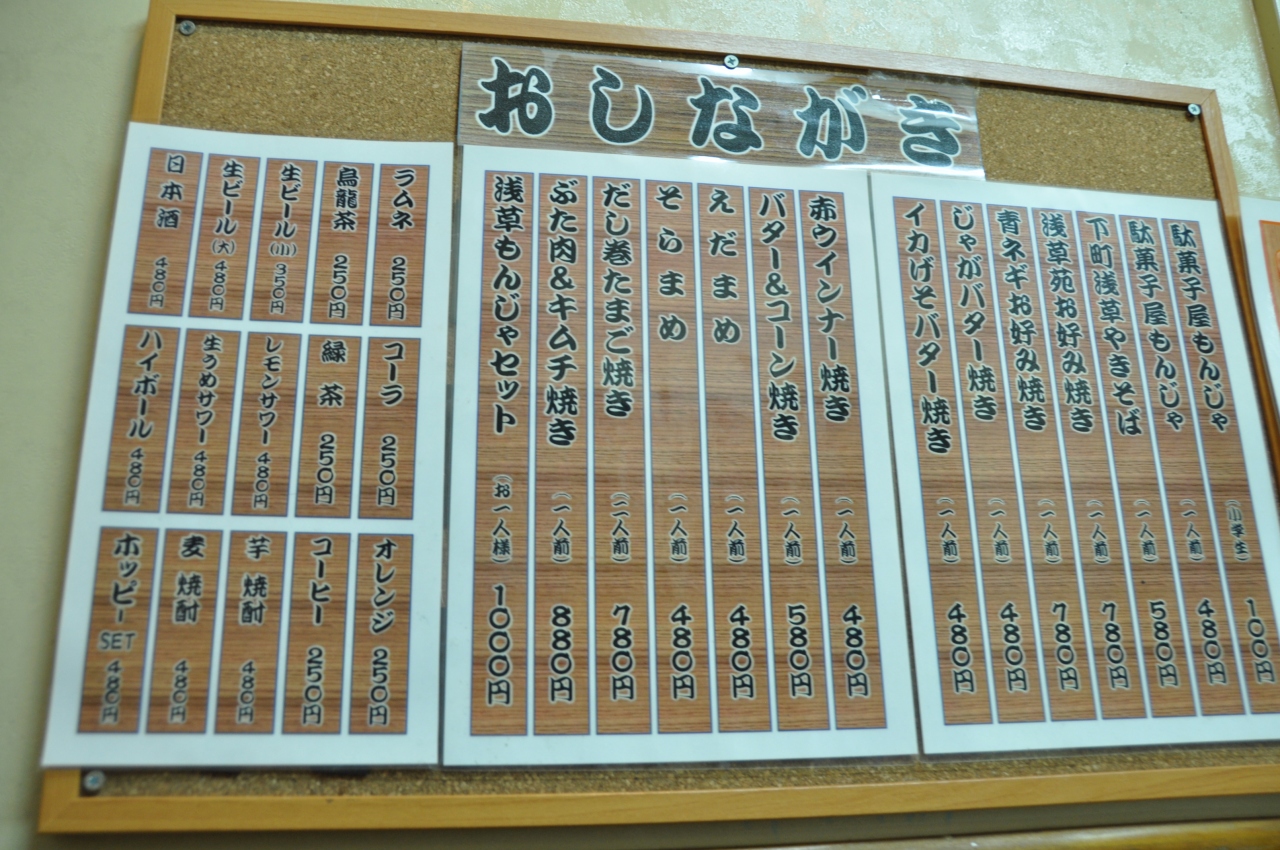 おしながき
駄菓子屋もんじゃ (小学生) 100円
駄菓子屋もんじゃ (一人前) 480円
下町浅草やきそば (一人前) 580円
浅草苑お好み焼き (一人前) 780円
青ネギお好み焼き (一人前) 780円
じゃがバター焼き (一人前) 480円
イカげそバター焼き (一人前) 480円
赤ウインナー焼き (一人前) 480円
バター&コーン焼き (一人前) 580円
えだまめ (一人前) 480円
そらまめ (一人前) 480円
だし巻たまご焼き (一人前) 780円
ぶた肉&キムチ焼き (一人前) 880円
浅草もんじゃセット (お一人様) 1000円
ラムネ 250円
烏龍茶 250円
生ビール(小) 350円
生ビール(大) 480円
日本酒 480円
コーラ 250円
緑茶 250円
レモンサワー 480円
生うめサワー 480円
ハイボール 480円
オレンジ 250円
コーヒー 250円
芋焼酎 480円
麦焼酎 480円
ホッピーSET 480円